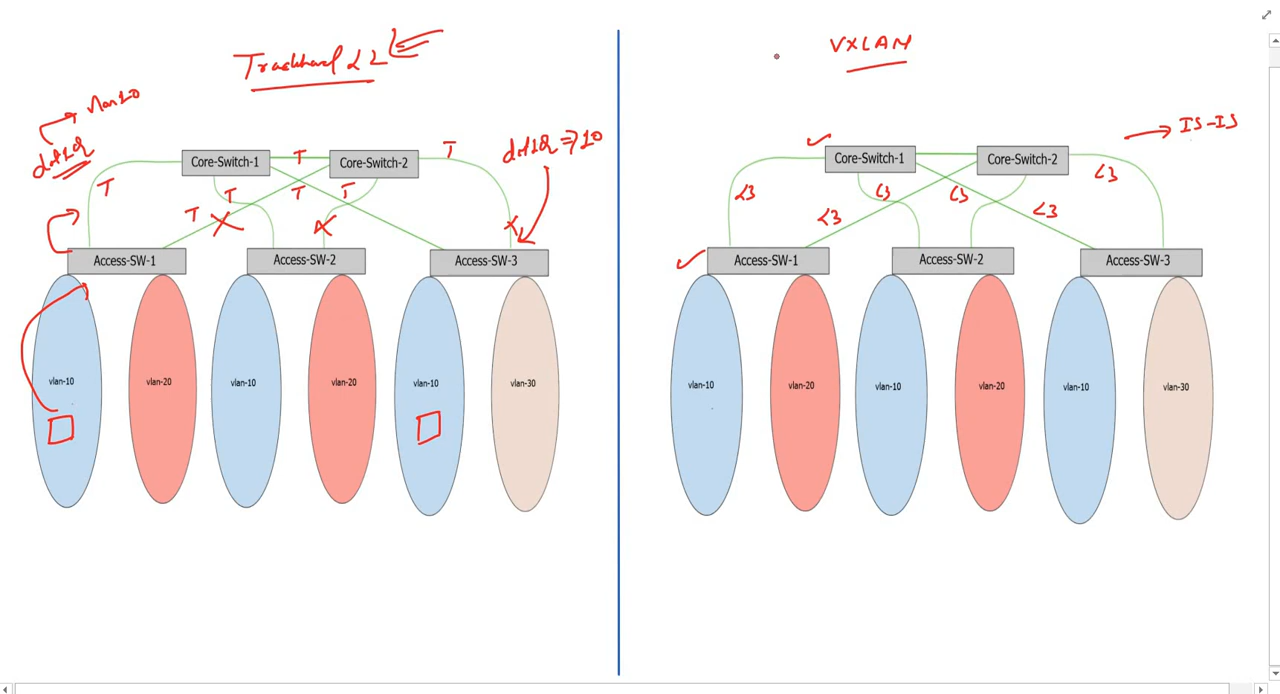 Traditional L2
VXLAN
vlan10
dot1Q
dot1Q => 10
IS-IS
Core-Switch-1
T
Core-Switch-2
T
Core-Switch-1
Core-Switch-2
T
T
T
T
T
L3
L3
L3
L3
L3
L3
Access-SW-1
Access-SW-2
Access-SW-3
Access-SW-1
Access-SW-2
Access-SW-3
vlan-10
vlan-20
vlan-10
vlan-20
vlan-10
vlan-30
vlan-10
vlan-20
vlan-10
vlan-20
vlan-10
vlan-30